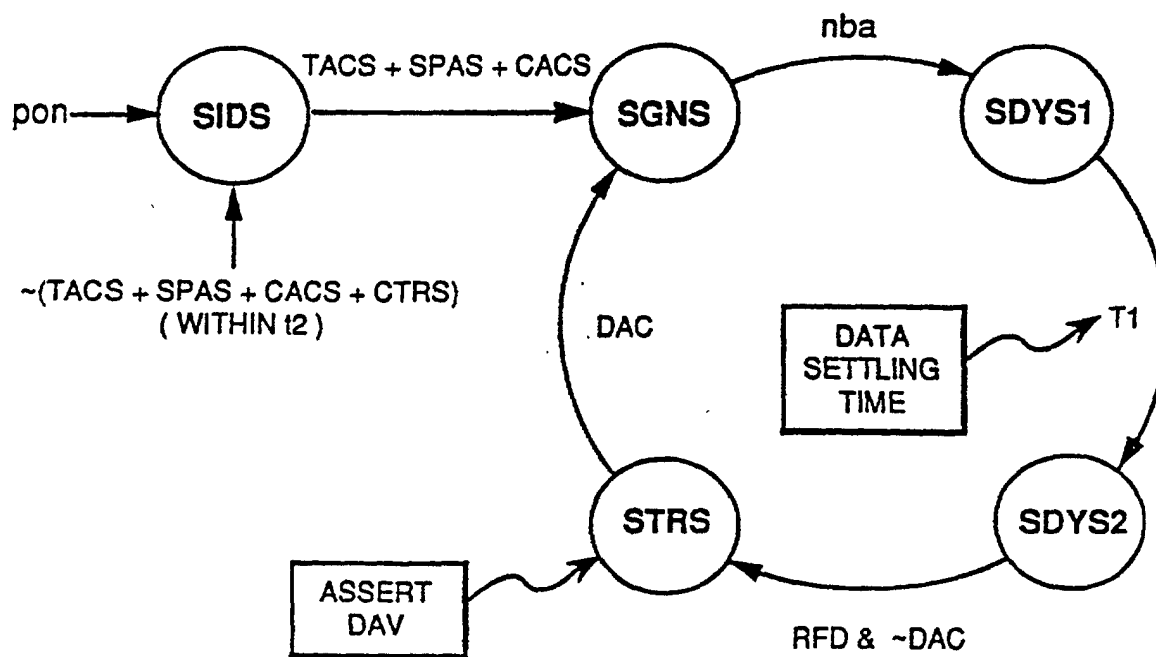 nba
TACS + SPAS + CACS
pon
SIDS
SGNS
SDYS1
~(TACS + SPAS + CACS + CTRS)
( WITHIN t2 )
DAC
DATA
SETTLING
TIME
T1
STRS
SDYS2
ASSERT
DAV
RFD & ~DAC